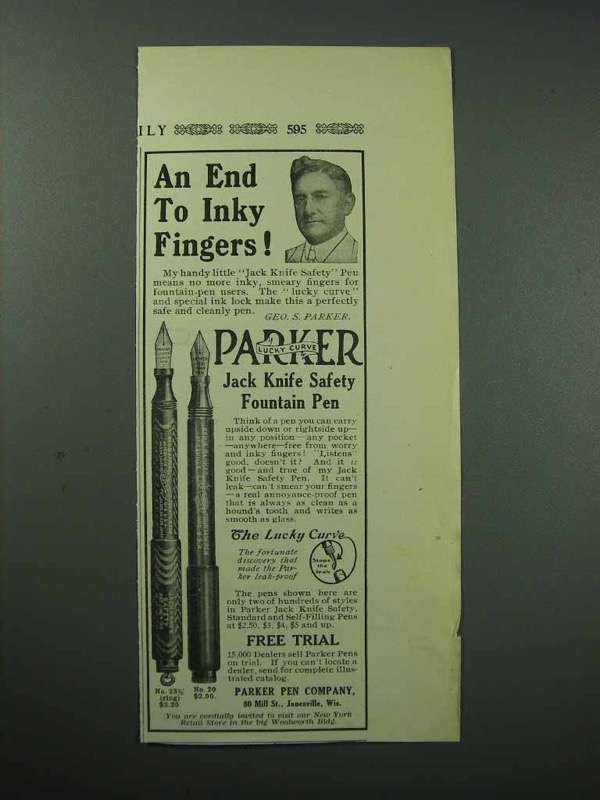 ILY 595
An End
To Inky
Fingers!
My handy little "Jack Knife Safety" Pen
means no more inky, smeary fingers for
fountain-pen users. The "lucky curve"
and special ink lock make this a perfectly
safe and cleanly pen.
GEO. S. PARKER.
PARKER
LUCKY CURVE
Jack Knife Safety
Fountain Pen
Think of a pen you can carry
upside down or rightside up—
in any position—any pocket
—anywhere—free from worry
and inky fingers! Listens
good, doesn't it? And it is
good—and true of my Jack
Knife Safety Pen. It can't
leak—can't smear your fingers
—a real annoyance-proof pen
that is always as clean as a
hound's tooth and writes as
smooth as glass.
The Lucky Curve
The fortunate
discovery that
made the Par-
ker leak-proof
Stops
the
leak
The pens shown here are
only two of hundreds of styles
in Parker Jack Knife Safety,
Standard and Self-Filling Pens
at $2.50, $3, $4, $5 and up.
FREE TRIAL
15,000 Dealers sell Parker Pens
on trial. If you can't locate a
dealer, send for complete illus-
trated catalog.
No. 20
(ring)
PARKER PEN COMPANY,
80 Mill St., Janesville, Wis.
You are cordially invited to visit our New York
Retail Store in the big Woolworth Bldg.